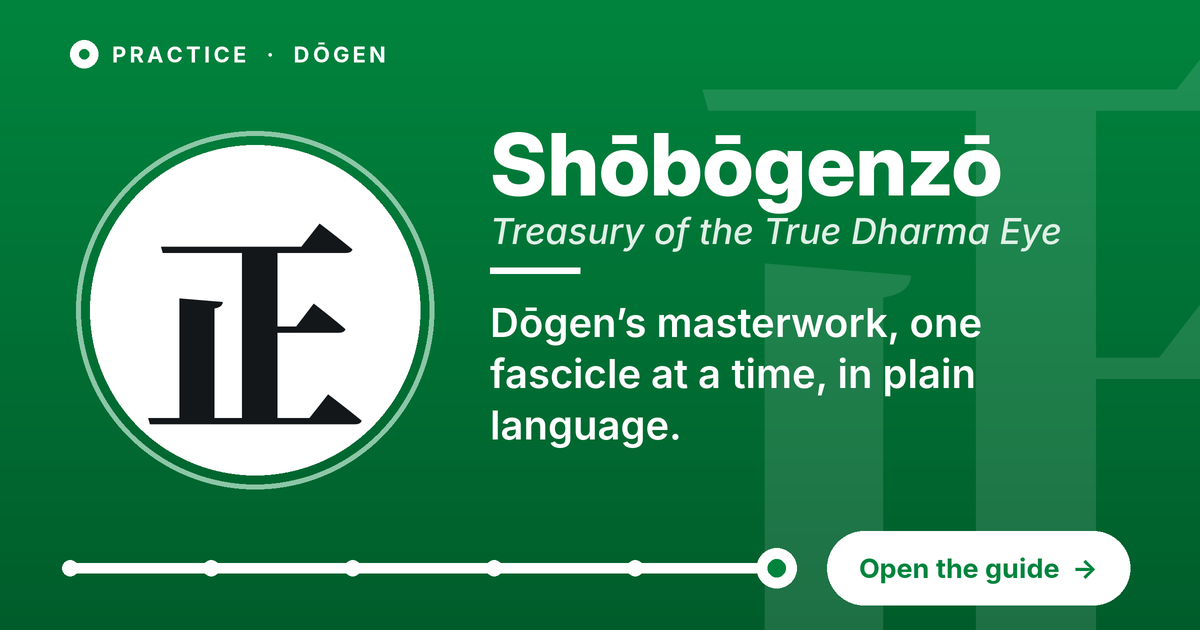 PRACTICE · DŌGEN
正
Shōbōgenzō
Treasury of the True Dharma Eye
Dōgen’s masterwork, one
fascicle at a time, in plain
language.
Open the guide →